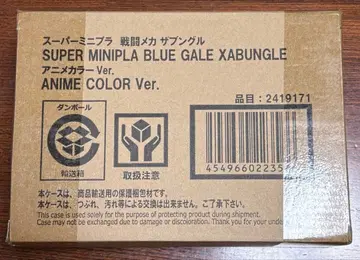 スーパーミニプラ 戦闘メカ ザブングル
SUPER MINIPLA BLUE GALE XABUNGLE
アニメカラー Ver.
ANIME COLOR Ver.
品目：2419171
ダンボール
輸送箱
取扱注意
4549660223
本ケースは、商品輸送用の保護梱包材です。
本ケースは、つぶれ、汚れ等による交換は出来ません。ご了承下さい。
This case is used solely for the purpose of protecting product during shipment.
Case may not be exchanged due to damage or discoloration. Thank you for your under